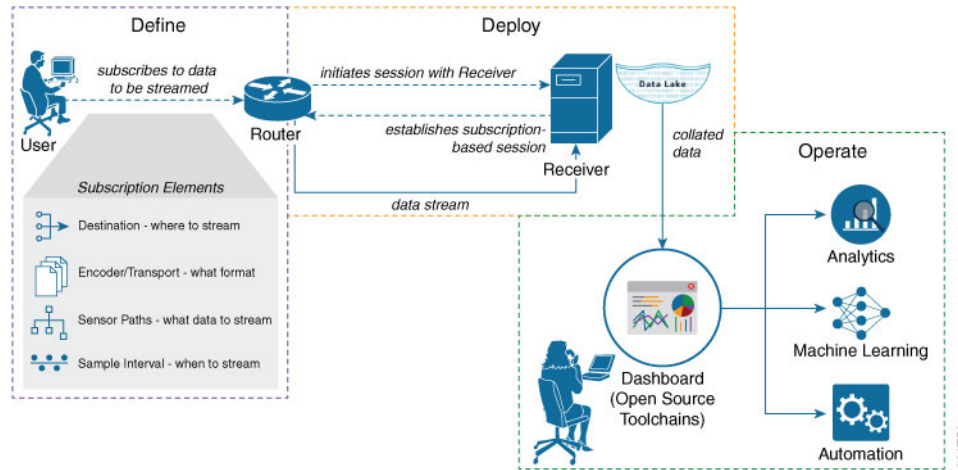 Define
Deploy
subscribes to data
to be streamed
User
Router
initiates session with Receiver
establishes subscription-
based session
Receiver
data stream
Data Lake
collated
data
Subscription Elements
Destination - where to stream
Encoder/Transport - what format
Sensor Paths - what data to stream
Sample Interval - when to stream
Operate
Dashboard
(Open Source
Toolchains)
Analytics
Machine Learning
Automation